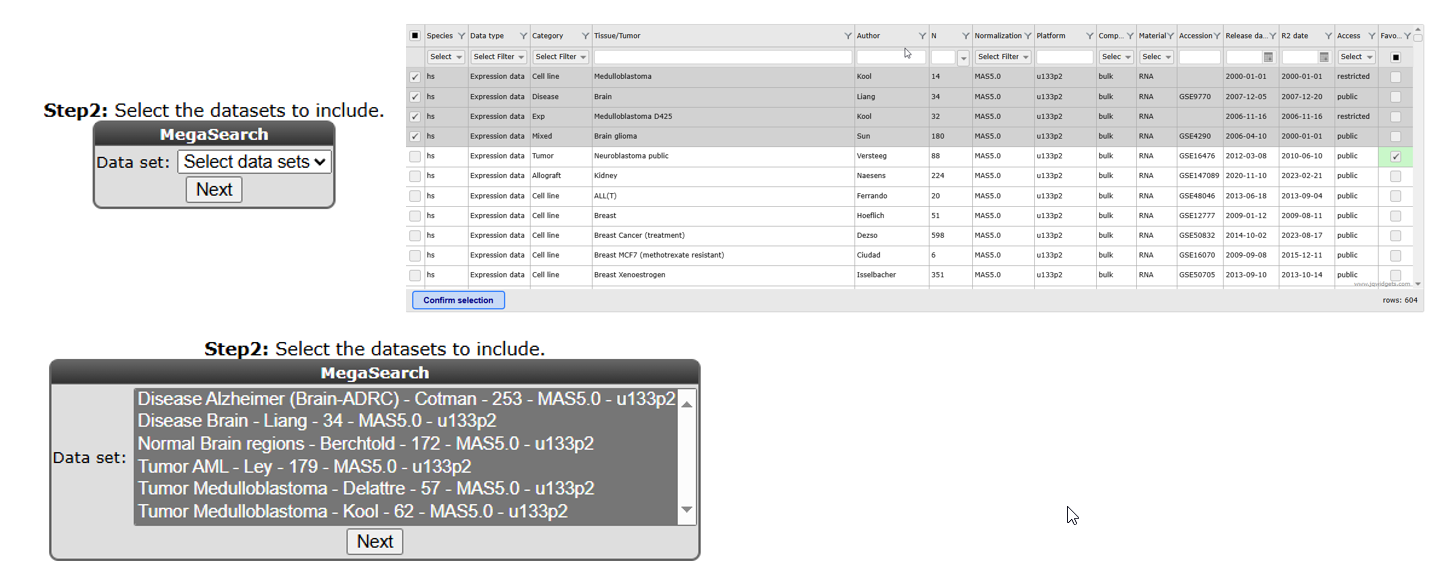 Step2: Select the datasets to include.
MegaSearch
Data set: Select data sets
Next
Species Data type Category Tissue/Tumor Author N Normalization Platform Comp... Material Accession Release da... R2 date Access Favo...
Select Select Filter Select Filter Select Filter Selec Selec Select
hs Expression data Cell line Medulloblastoma Kool 14 MAS5.0 u133p2 bulk RNA 2000-01-01 2000-01-01 restricted
hs Expression data Disease Brain Liang 34 MAS5.0 u133p2 bulk RNA GSE9770 2007-12-05 2007-12-20 public
hs Expression data Exp Medulloblastoma D425 Kool 32 MAS5.0 u133p2 bulk RNA 2006-11-16 2006-11-16 restricted
hs Expression data Mixed Brain glioma Sun 180 MAS5.0 u133p2 bulk RNA GSE4290 2006-04-10 2000-01-01 public
hs Expression data Tumor Neuroblastoma public Versteeg 88 MAS5.0 u133p2 bulk RNA GSE16476 2012-03-08 2010-06-10 public
hs Expression data Allograft Kidney Naesens 224 MAS5.0 u133p2 bulk RNA GSE147089 2020-11-10 2023-02-21 public
hs Expression data Cell line ALL(T) Ferrando 20 MAS5.0 u133p2 bulk RNA GSE48046 2013-06-18 2013-09-04 public
hs Expression data Cell line Breast Hoeflich 51 MAS5.0 u133p2 bulk RNA GSE12777 2009-01-12 2009-08-11 public
hs Expression data Cell line Breast Cancer (treatment) Dezso 598 MAS5.0 u133p2 bulk RNA GSE50832 2014-10-02 2023-08-17 public
hs Expression data Cell line Breast MCF7 (methotrexate resistant) Ciudad 6 MAS5.0 u133p2 bulk RNA GSE16070 2009-09-08 2015-12-11 public
hs Expression data Cell line Breast Xenoestrogen Isselbacher 351 MAS5.0 u133p2 bulk RNA GSE50705 2013-09-10 2013-10-14 public
www.jqwidgets.com
Confirm selection rows: 604
Step2: Select the datasets to include.
MegaSearch
Data set:
Disease Alzheimer (Brain-ADRC) - Cotman - 253 - MAS5.0 - u133p2
Disease Brain - Liang - 34 - MAS5.0 - u133p2
Normal Brain regions - Berchtold - 172 - MAS5.0 - u133p2
Tumor AML - Ley - 179 - MAS5.0 - u133p2
Tumor Medulloblastoma - Delattre - 57 - MAS5.0 - u133p2
Tumor Medulloblastoma - Kool - 62 - MAS5.0 - u133p2
Next